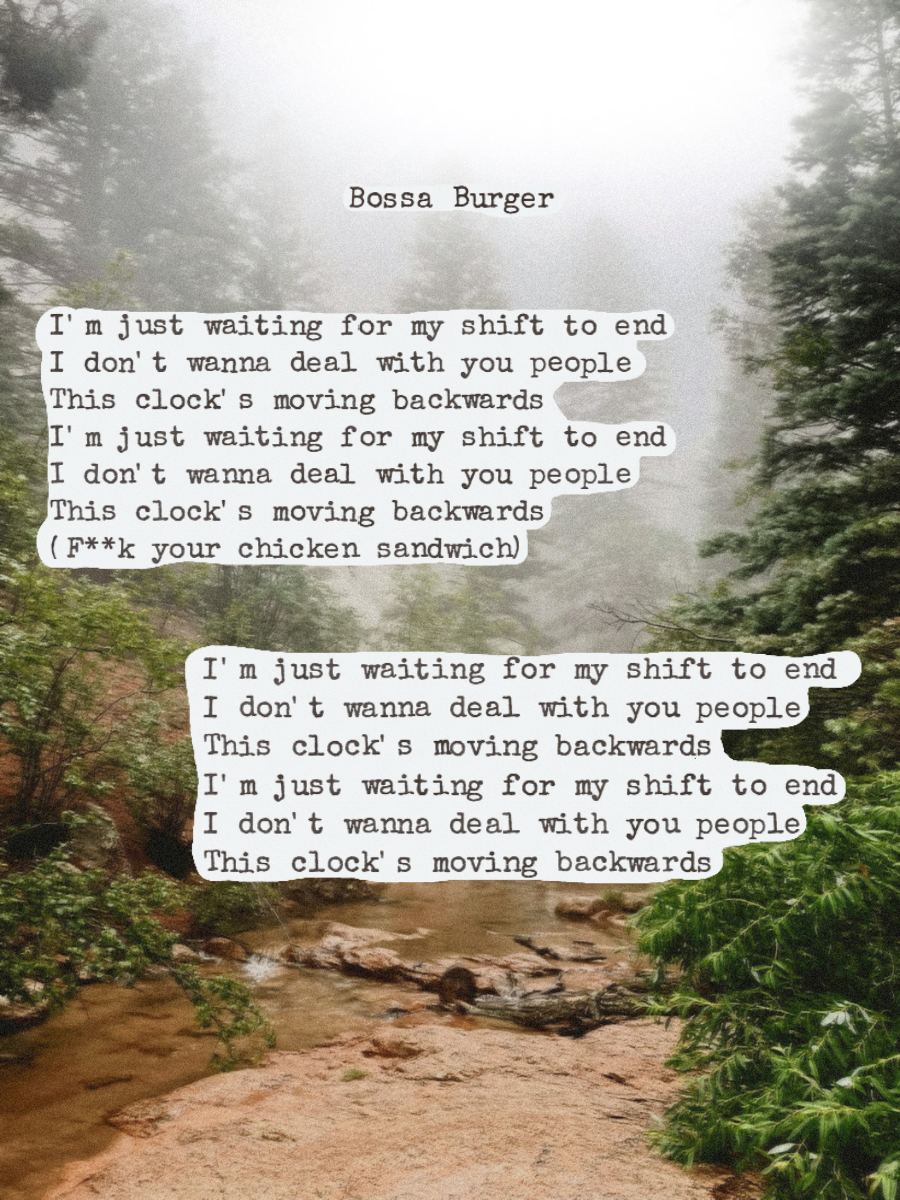 Bossa Burger
I'm just waiting for my shift to end
I don't wanna deal with you people
This clock's moving backwards
I'm just waiting for my shift to end
I don't wanna deal with you people
This clock's moving backwards
(F**k your chicken sandwich)
I'm just waiting for my shift to end
I don't wanna deal with you people
This clock's moving backwards
I'm just waiting for my shift to end
I don't wanna deal with you people
This clock's moving backwards